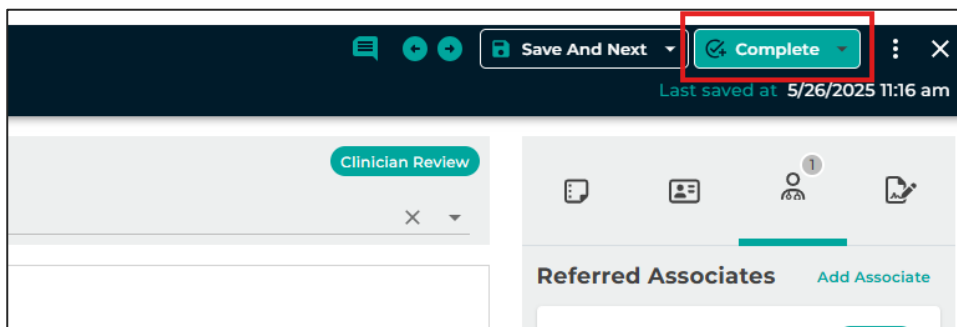 Save And Next Complete
Last saved at 5/26/2025 11:16 am
Clinician Review
1
Referred Associates Add Associate